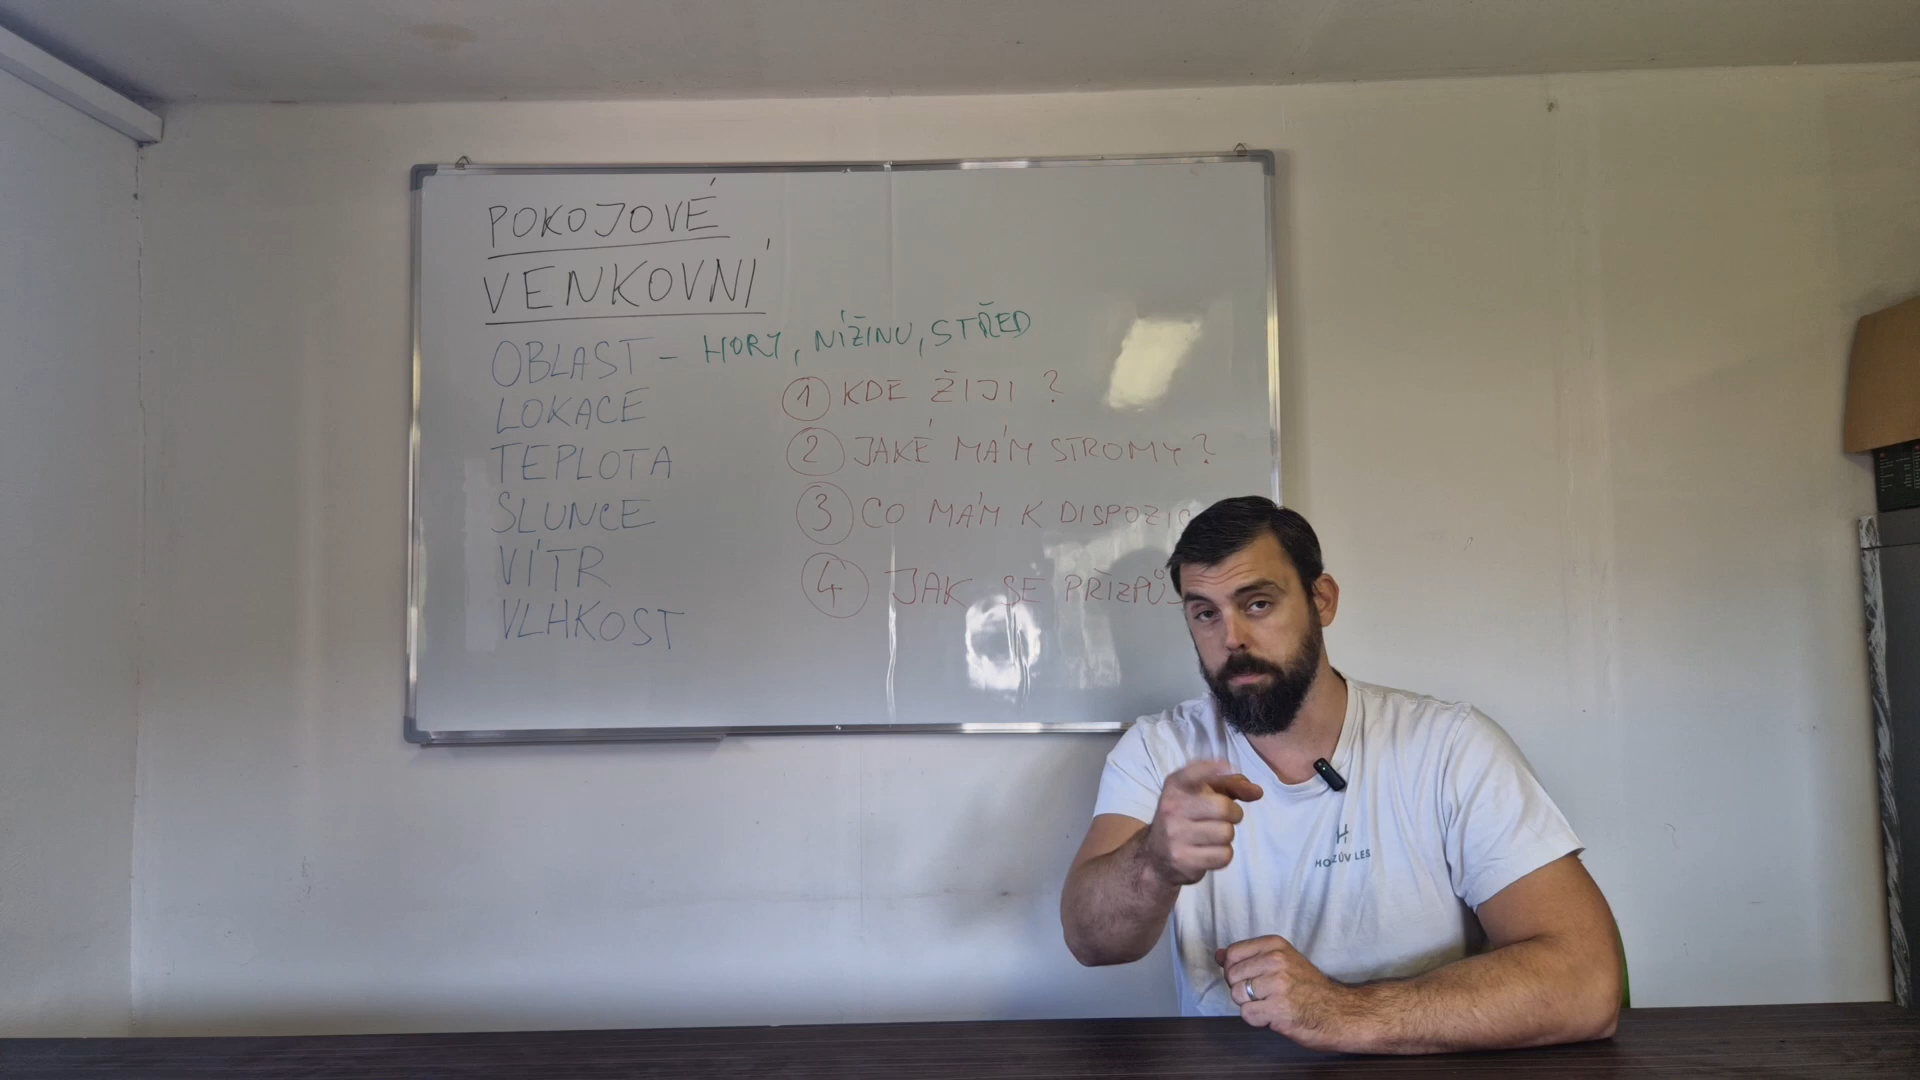 POKOJOVÉ
VENKOVNÍ
OBLAST - HORY, NÍŽINU, STŘED
LOKACE
TEPLOTA
SLUNCE
VÍTR
VLHKOST
1 KDE ŽIJI ?
2 JAKÉ MÁM STROMY ?
3 CO MÁM K
4 JAK SE
H
LES